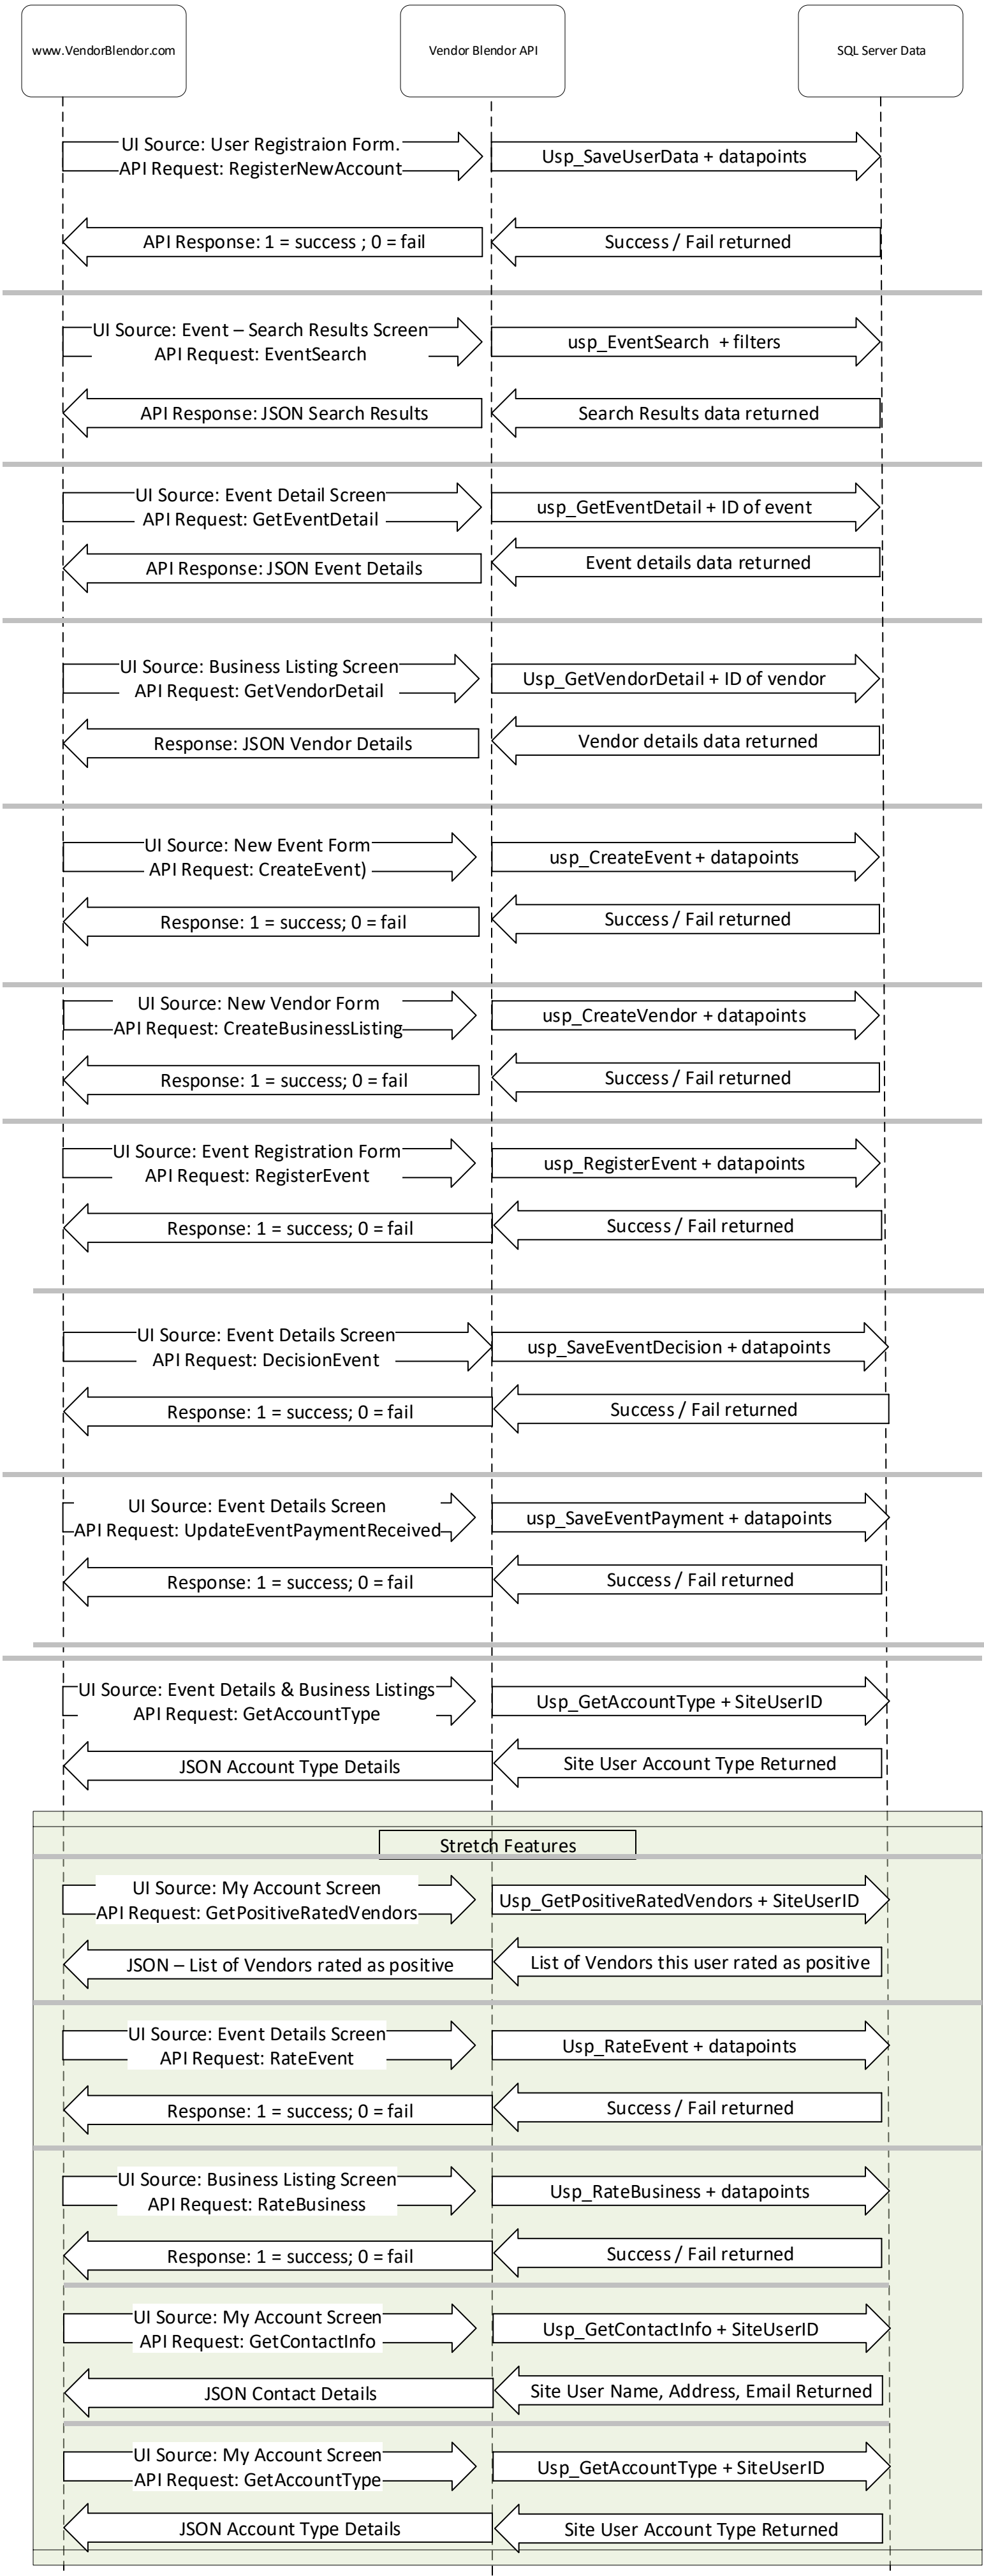 www.VendorBlendor.com
Vendor Blendor API
SQL Server Data
UI Source: User Registraion Form.
API Request: RegisterNewAccount
Usp_SaveUserData + datapoints
API Response: 1 = success ; 0 = fail
Success / Fail returned
UI Source: Event – Search Results Screen
API Request: EventSearch
usp_EventSearch + filters
API Response: JSON Search Results
Search Results data returned
UI Source: Event Detail Screen
API Request: GetEventDetail
usp_GetEventDetail + ID of event
API Response: JSON Event Details
Event details data returned
UI Source: Business Listing Screen
API Request: GetVendorDetail
Usp_GetVendorDetail + ID of vendor
Response: JSON Vendor Details
Vendor details data returned
UI Source: New Event Form
API Request: CreateEvent)
usp_CreateEvent + datapoints
Response: 1 = success; 0 = fail
Success / Fail returned
UI Source: New Vendor Form
API Request: CreateBusinessListing
usp_CreateVendor + datapoints
Response: 1 = success; 0 = fail
Success / Fail returned
UI Source: Event Registration Form
API Request: RegisterEvent
usp_RegisterEvent + datapoints
Response: 1 = success; 0 = fail
Success / Fail returned
UI Source: Event Details Screen
API Request: DecisionEvent
usp_SaveEventDecision + datapoints
Response: 1 = success; 0 = fail
Success / Fail returned
UI Source: Event Details Screen
API Request: UpdateEventPaymentReceived
usp_SaveEventPayment + datapoints
Response: 1 = success; 0 = fail
Success / Fail returned
UI Source: Event Details & Business Listings
API Request: GetAccountType
Usp_GetAccountType + SiteUserID
JSON Account Type Details
Site User Account Type Returned
Stretch Features
UI Source: My Account Screen
API Request: GetPositiveRatedVendors
Usp_GetPositiveRatedVendors + SiteUserID
JSON – List of Vendors rated as positive
List of Vendors this user rated as positive
UI Source: Event Details Screen
API Request: RateEvent
Usp_RateEvent + datapoints
Response: 1 = success; 0 = fail
Success / Fail returned
UI Source: Business Listing Screen
API Request: RateBusiness
Usp_RateBusiness + datapoints
Response: 1 = success; 0 = fail
Success / Fail returned
UI Source: My Account Screen
API Request: GetContactInfo
Usp_GetContactInfo + SiteUserID
JSON Contact Details
Site User Name, Address, Email Returned
UI Source: My Account Screen
API Request: GetAccountType
Usp_GetAccountType + SiteUserID
JSON Account Type Details
Site User Account Type Returned